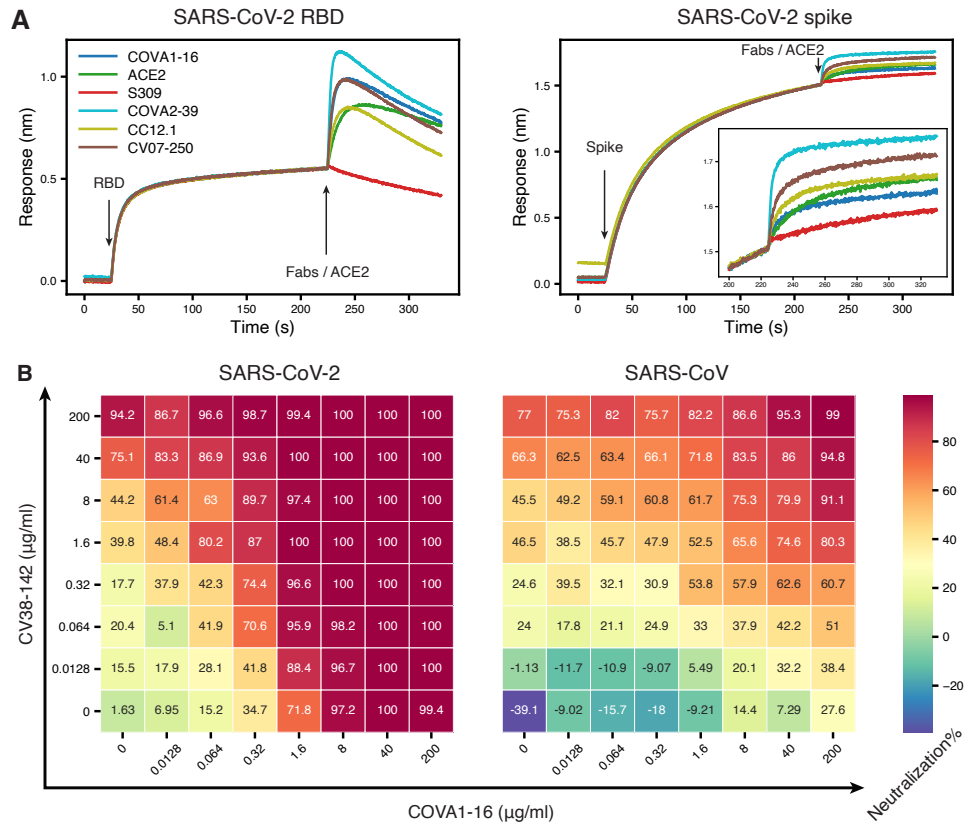 A
SARS-CoV-2 RBD
SARS-CoV-2 spike
COVA1-16
ACE2
S309
COVA2-39
CC12.1
CV07-250
RBD
Fabs / ACE2
Response (nm)
0.0
0.5
1.0
0 50 100 150 200 250 300
Time (s)
Fabs / ACE2
Spike
Response (nm)
0.0
0.5
1.0
1.5
0 50 100 150 200 250 300
Time (s)
1.7
1.6
1.5
200 220 240 260 280 300 320
B
SARS-CoV-2
SARS-CoV
CV38-142 (µg/ml)
200 94.2 86.7 96.6 98.7 99.4 100 100 100
40 75.1 83.3 86.9 93.6 100 100 100 100
8 44.2 61.4 63 89.7 97.4 100 100 100
1.6 39.8 48.4 80.2 87 100 100 100 100
0.32 17.7 37.9 42.3 74.4 96.6 100 100 100
0.064 20.4 5.1 41.9 70.6 95.9 98.2 100 100
0.0128 15.5 17.9 28.1 41.8 88.4 96.7 100 100
0 1.63 6.95 15.2 34.7 71.8 97.2 100 99.4
0 0.0128 0.064 0.32 1.6 8 40 200
77 75.3 82 75.7 82.2 86.6 95.3 99
66.3 62.5 63.4 66.1 71.8 83.5 86 94.8
45.5 49.2 59.1 60.8 61.7 75.3 79.9 91.1
46.5 38.5 45.7 47.9 52.5 65.6 74.6 80.3
24.6 39.5 32.1 30.9 53.8 57.9 62.6 60.7
24 17.8 21.1 24.9 33 37.9 42.2 51
-1.13 -11.7 -10.9 -9.07 5.49 20.1 32.2 38.4
-39.1 -9.02 -15.7 -18 -9.21 14.4 7.29 27.6
0 0.0128 0.064 0.32 1.6 8 40 200
COVA1-16 (µg/ml)
80
60
40
20
0
−20
Neutralization%